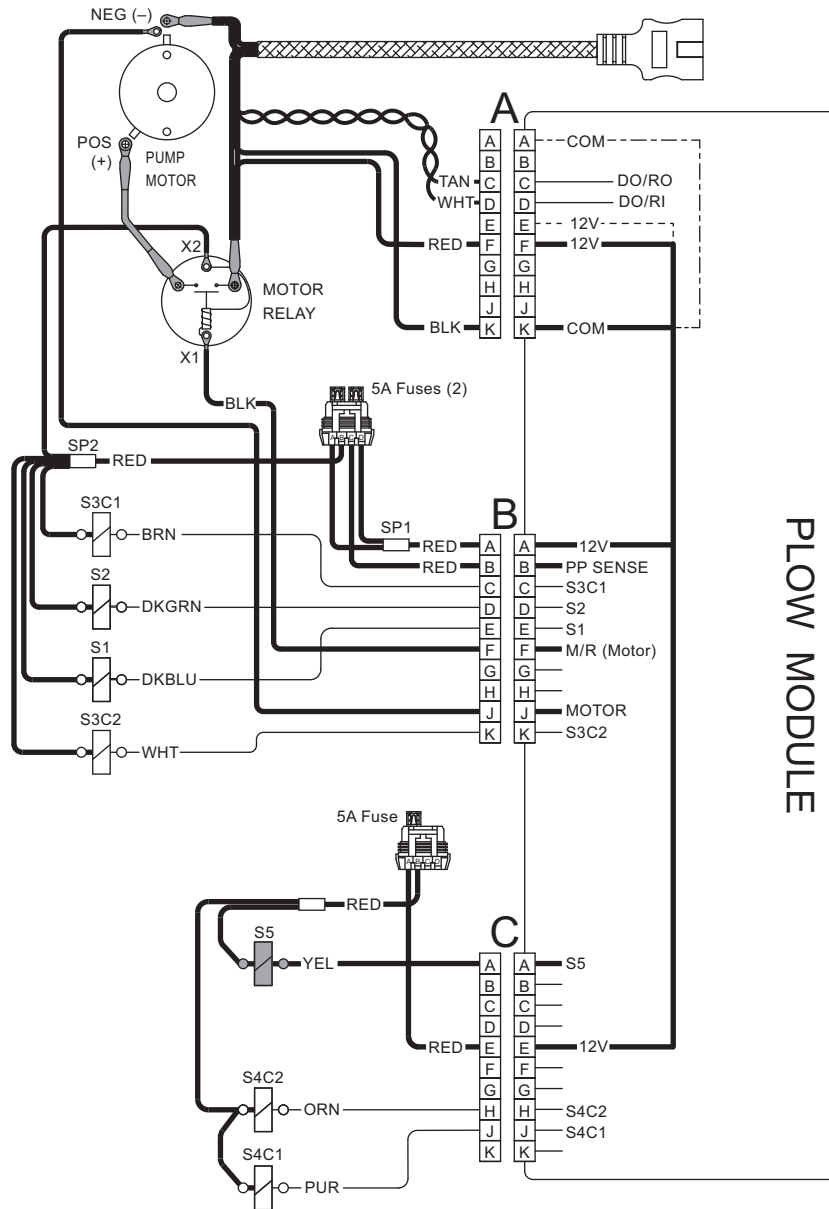 NEG (–)
POS
(+)
PUMP
MOTOR
X2
MOTOR
RELAY
X1
BLK
TAN
WHT
RED
BLK
A
A
B
C
D
E
F
G
H
J
K
A
B
C
D
E
F
G
H
J
K
COM
DO/RO
DO/RI
12V
12V
COM
5A Fuses (2)
A B C D
SP2
RED
SP1
RED
RED
S3C1
BRN
S2
DKGRN
S1
DKBLU
S3C2
WHT
B
A
B
C
D
E
F
G
H
J
K
A
B
C
D
E
F
G
H
J
K
12V
PP SENSE
S3C1
S2
S1
M/R (Motor)
MOTOR
S3C2
PLOW MODULE
5A Fuse
A B C D
RED
S5
YEL
RED
S4C2
ORN
S4C1
PUR
C
A
B
C
D
E
F
G
H
J
K
A
B
C
D
E
F
G
H
J
K
S5
12V
S4C2
S4C1